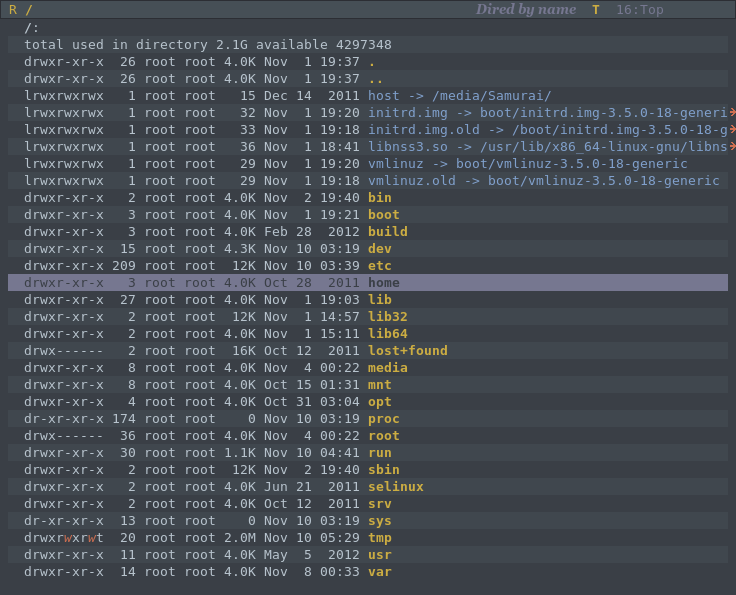 R / Dired by name T 16:Top
/:
total used in directory 2.1G available 4297348
drwxr-xr-x  26 root root 4.0K Nov  1 19:37 .
drwxr-xr-x  26 root root 4.0K Nov  1 19:37 ..
lrwxrwxrwx   1 root root   15 Dec 14  2011 host -> /media/Samurai/
lrwxrwxrwx   1 root root   32 Nov  1 19:20 initrd.img -> boot/initrd.img-3.5.0-18-generi
lrwxrwxrwx   1 root root   33 Nov  1 19:18 initrd.img.old -> /boot/initrd.img-3.5.0-18-g
lrwxrwxrwx   1 root root   36 Nov  1 18:41 libnss3.so -> /usr/lib/x86_64-linux-gnu/libns
lrwxrwxrwx   1 root root   29 Nov  1 19:20 vmlinuz -> boot/vmlinuz-3.5.0-18-generic
lrwxrwxrwx   1 root root   29 Nov  1 19:18 vmlinuz.old -> boot/vmlinuz-3.5.0-18-generic
drwxr-xr-x   2 root root 4.0K Nov  2 19:40 bin
drwxr-xr-x   3 root root 4.0K Nov  1 19:21 boot
drwxr-xr-x   3 root root 4.0K Feb 28  2012 build
drwxr-xr-x  15 root root 4.3K Nov 10 03:19 dev
drwxr-xr-x 209 root root  12K Nov 10 03:39 etc
drwxr-xr-x   3 root root 4.0K Oct 28  2011 home
drwxr-xr-x  27 root root 4.0K Nov  1 19:03 lib
drwxr-xr-x   2 root root  12K Nov  1 14:57 lib32
drwxr-xr-x   2 root root 4.0K Nov  1 15:11 lib64
drwx------   2 root root  16K Oct 12  2011 lost+found
drwxr-xr-x   8 root root 4.0K Nov  4 00:22 media
drwxr-xr-x   8 root root 4.0K Oct 15 01:31 mnt
drwxr-xr-x   4 root root 4.0K Oct 31 03:04 opt
dr-xr-xr-x 174 root root    0 Nov 10 03:19 proc
drwx------  36 root root 4.0K Nov  4 00:22 root
drwxr-xr-x  30 root root 1.1K Nov 10 04:41 run
drwxr-xr-x   2 root root  12K Nov  2 19:40 sbin
drwxr-xr-x   2 root root 4.0K Jun 21  2011 selinux
drwxr-xr-x   2 root root 4.0K Oct 12  2011 srv
dr-xr-xr-x  13 root root    0 Nov 10 03:19 sys
drwxrwxrwt  20 root root 2.0M Nov 10 05:29 tmp
drwxr-xr-x  11 root root 4.0K May  5  2012 usr
drwxr-xr-x  14 root root 4.0K Nov  8 00:33 var